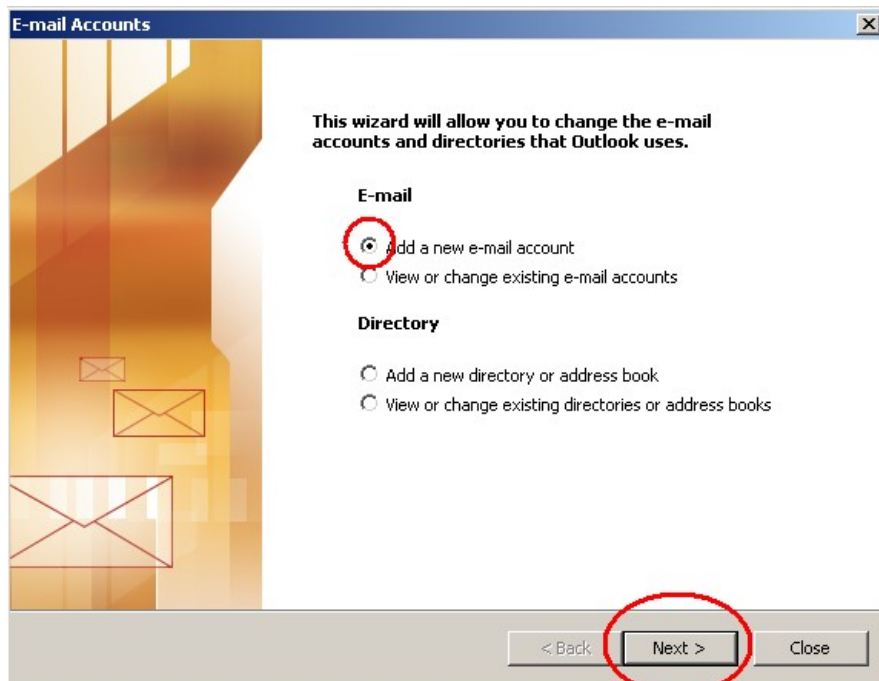 E-mail Accounts
This wizard will allow you to change the e-mail
accounts and directories that Outlook uses.
E-mail
Add a new e-mail account
View or change existing e-mail accounts
Directory
Add a new directory or address book
View or change existing directories or address books
< Back
Next >
Close